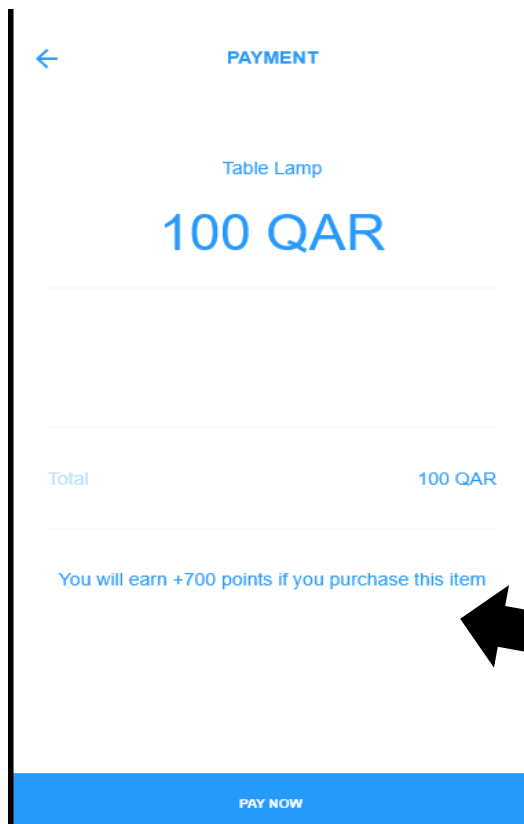 PAYMENT
Table Lamp
100 QAR
Total 100 QAR
You will earn +700 points if you purchase this item
PAY NOW